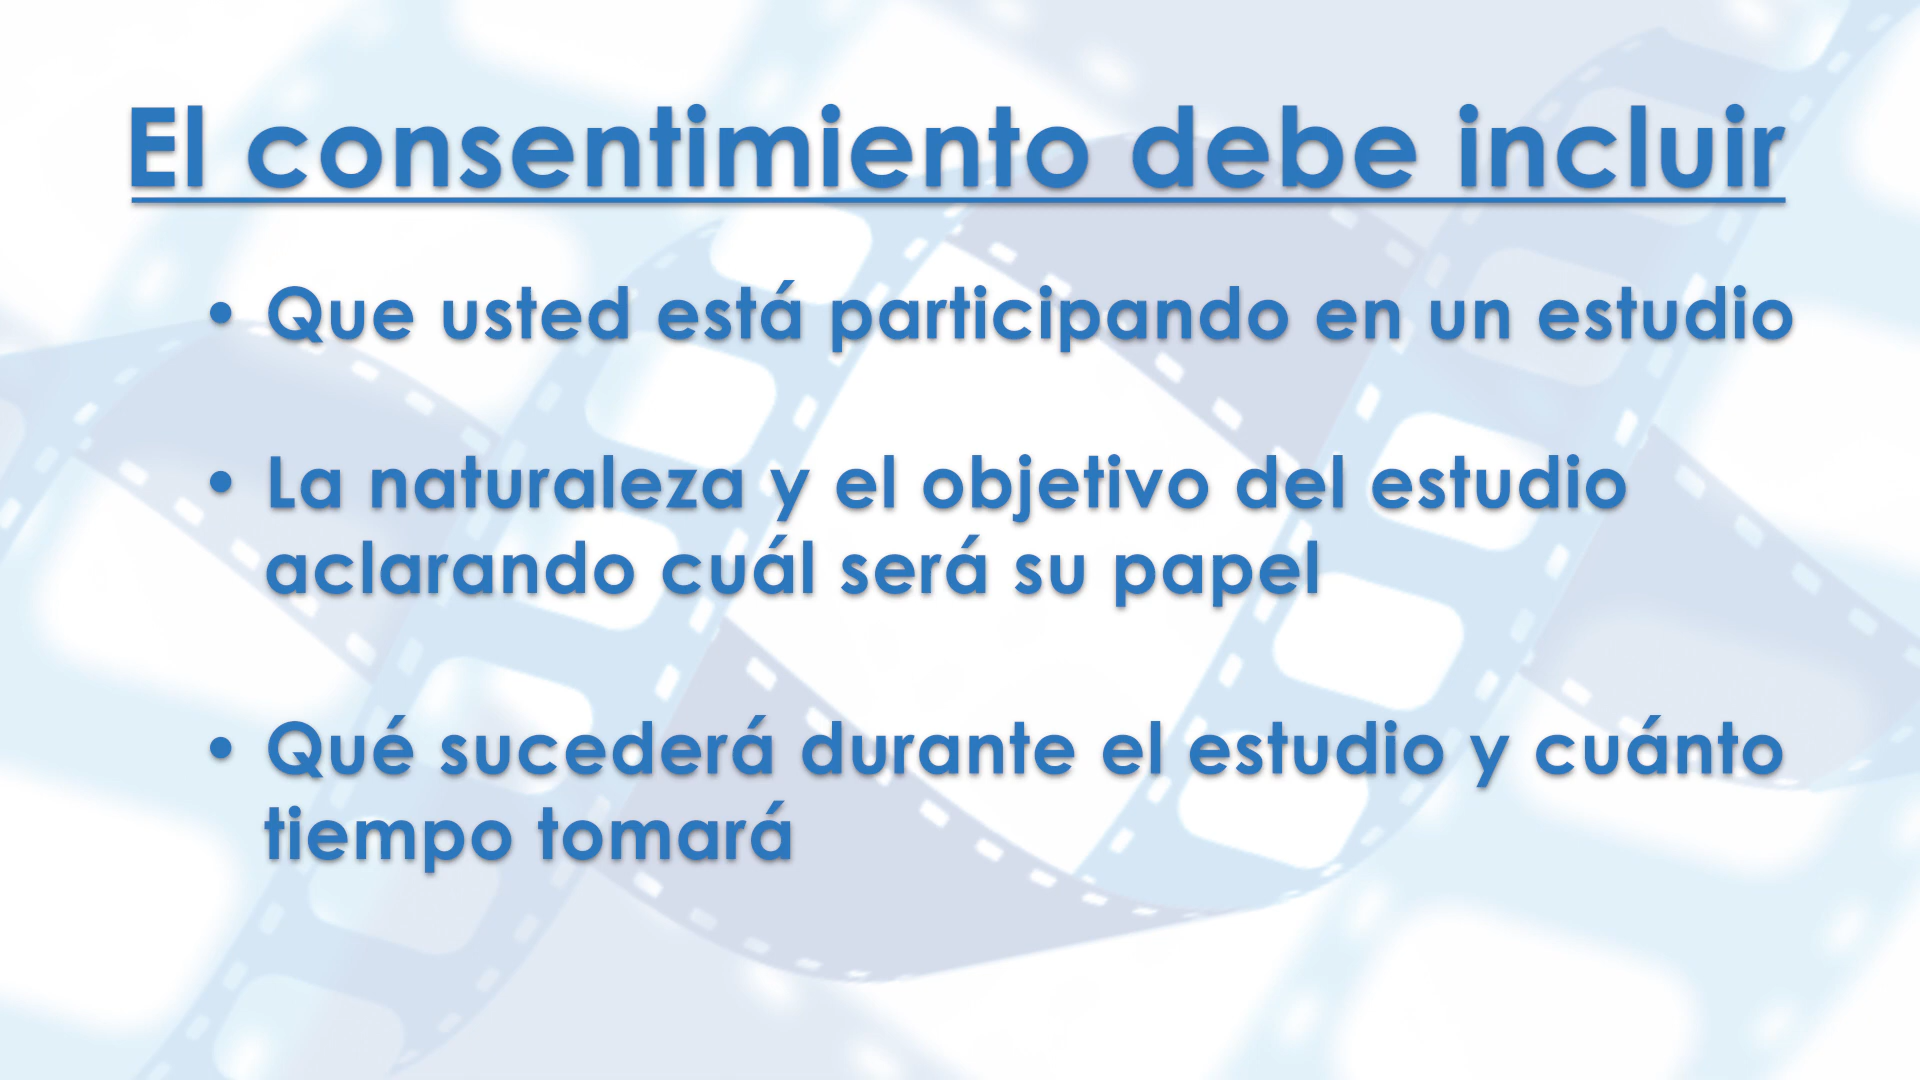 El consentimiento debe incluir
• Que usted está participando en un estudio
• La naturaleza y el objetivo del estudio
aclarando cuál será su papel
• Qué sucederá durante el estudio y cuánto
tiempo tomará